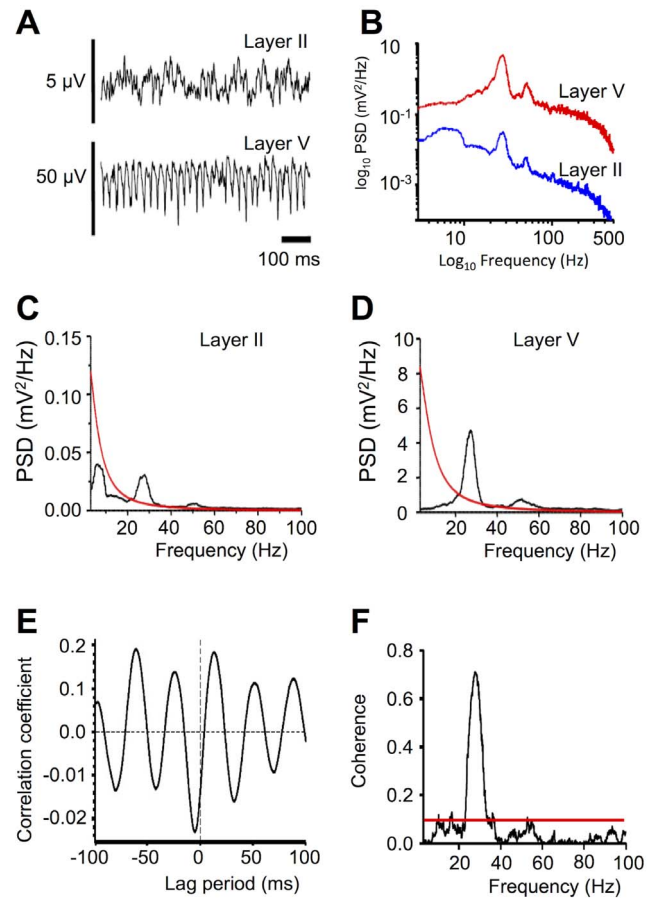 A
Layer II
5 µV
Layer V
50 µV
100 ms
B
log10 PSD (mV²/Hz)
10
10⁻¹
10⁻³
Layer V
Layer II
10
100
500
Log₁₀ Frequency (Hz)
C
Layer II
PSD (mV²/Hz)
0.15
0.10
0.05
0.00
20
40
60
80
100
Frequency (Hz)
D
Layer V
PSD (mV²/Hz)
10
8
6
4
2
0
20
40
60
80
100
Frequency (Hz)
E
Correlation coefficient
0.2
0.1
0.0
-0.01
-0.02
-100
-50
0
50
100
Lag period (ms)
F
Coherence
0.8
0.6
0.4
0.2
0.0
20
40
60
80
100
Frequency (Hz)